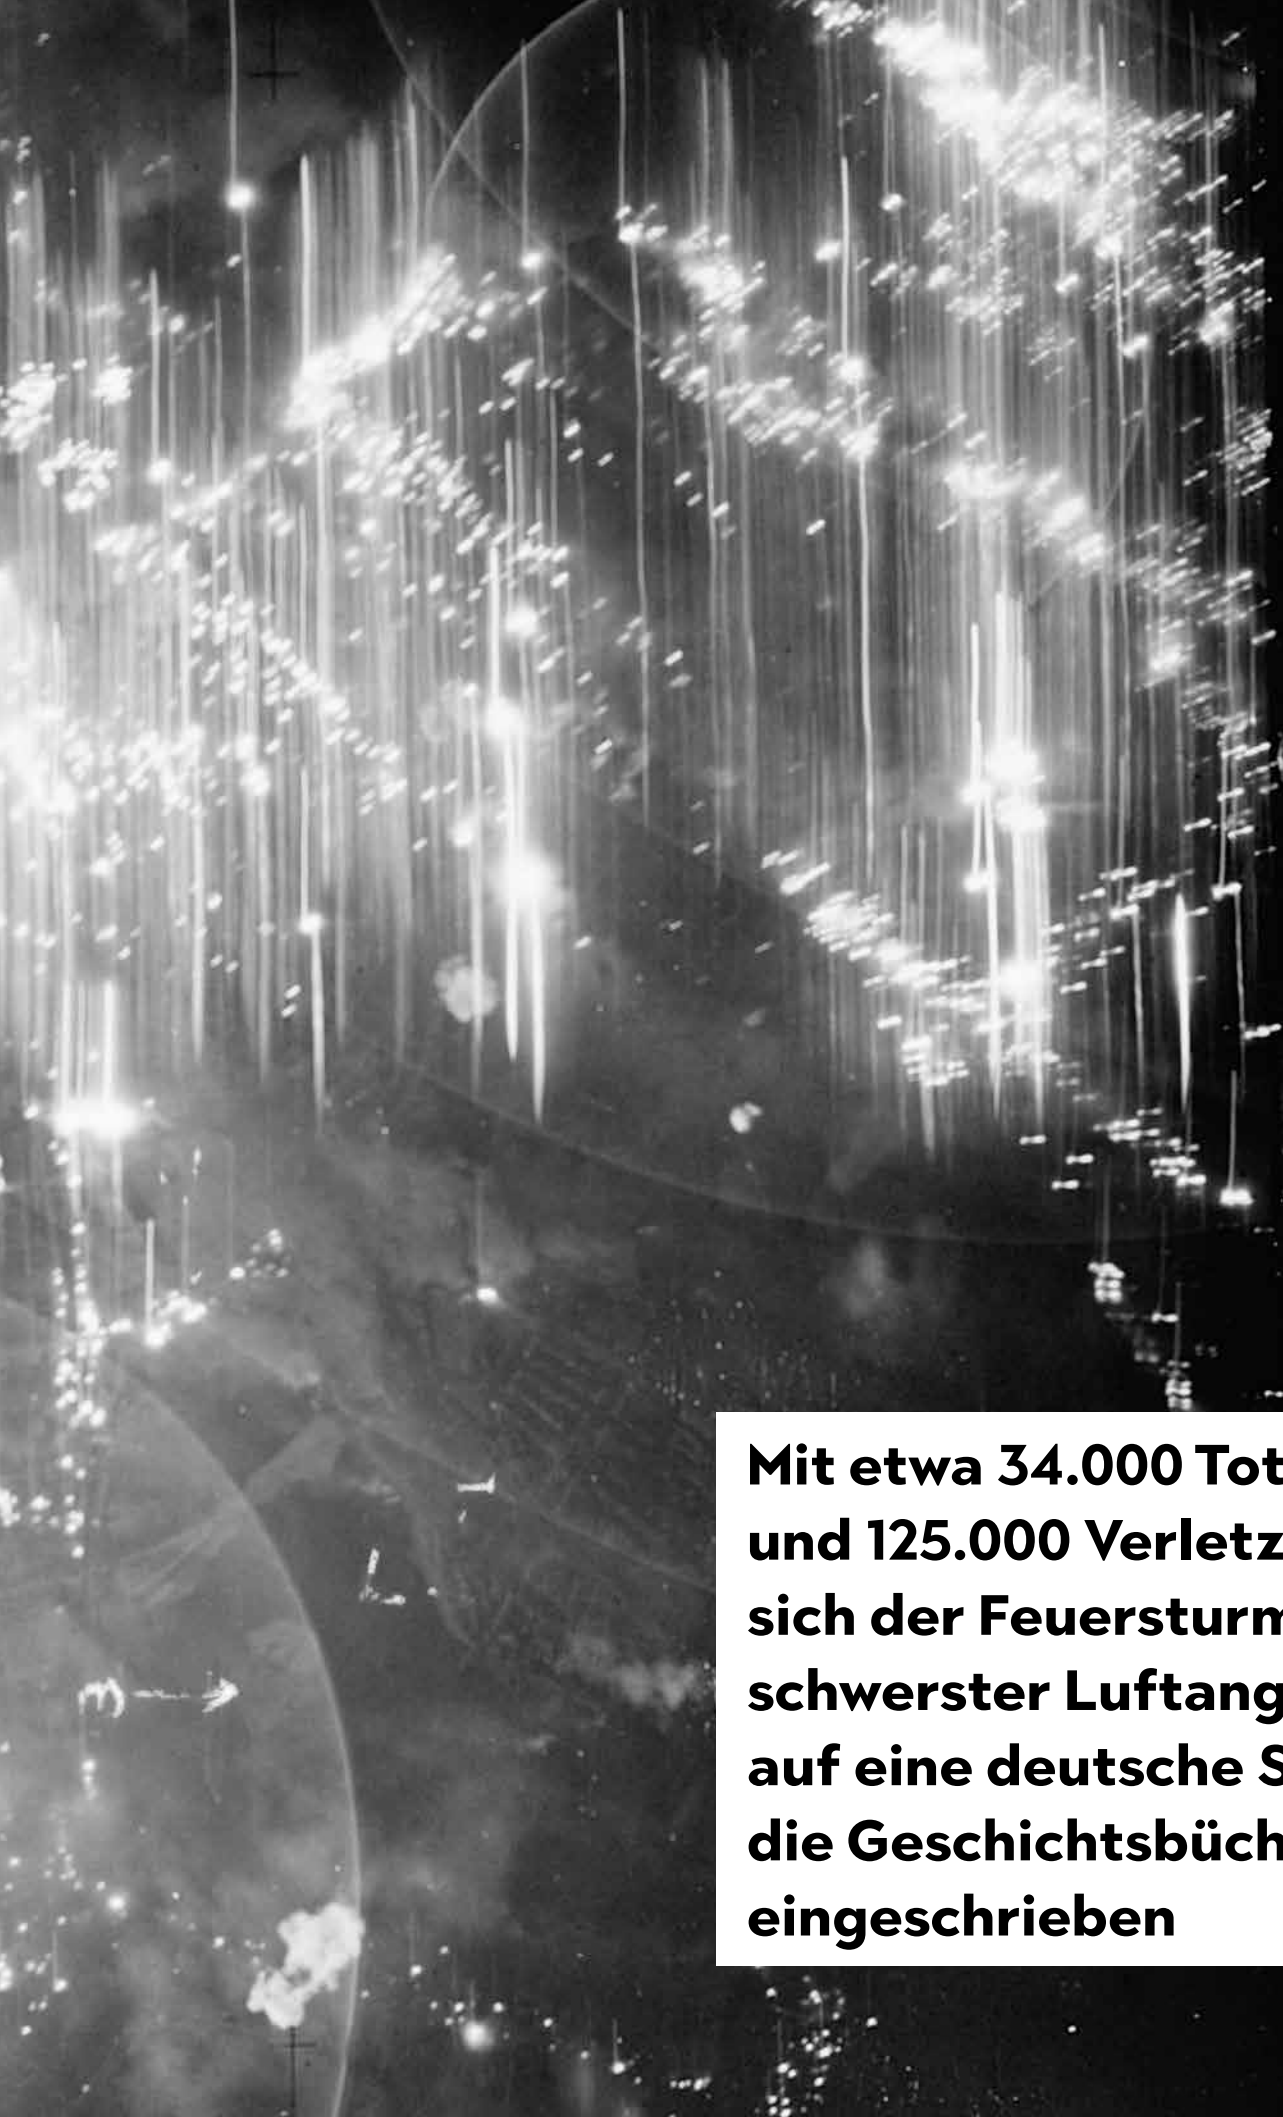 L.
m →
Mit etwa 34.000 Tot
und 125.000 Verletz
sich der Feuersturm
schwerster Luftang
auf eine deutsche S
die Geschichtsbüch
eingeschrieben